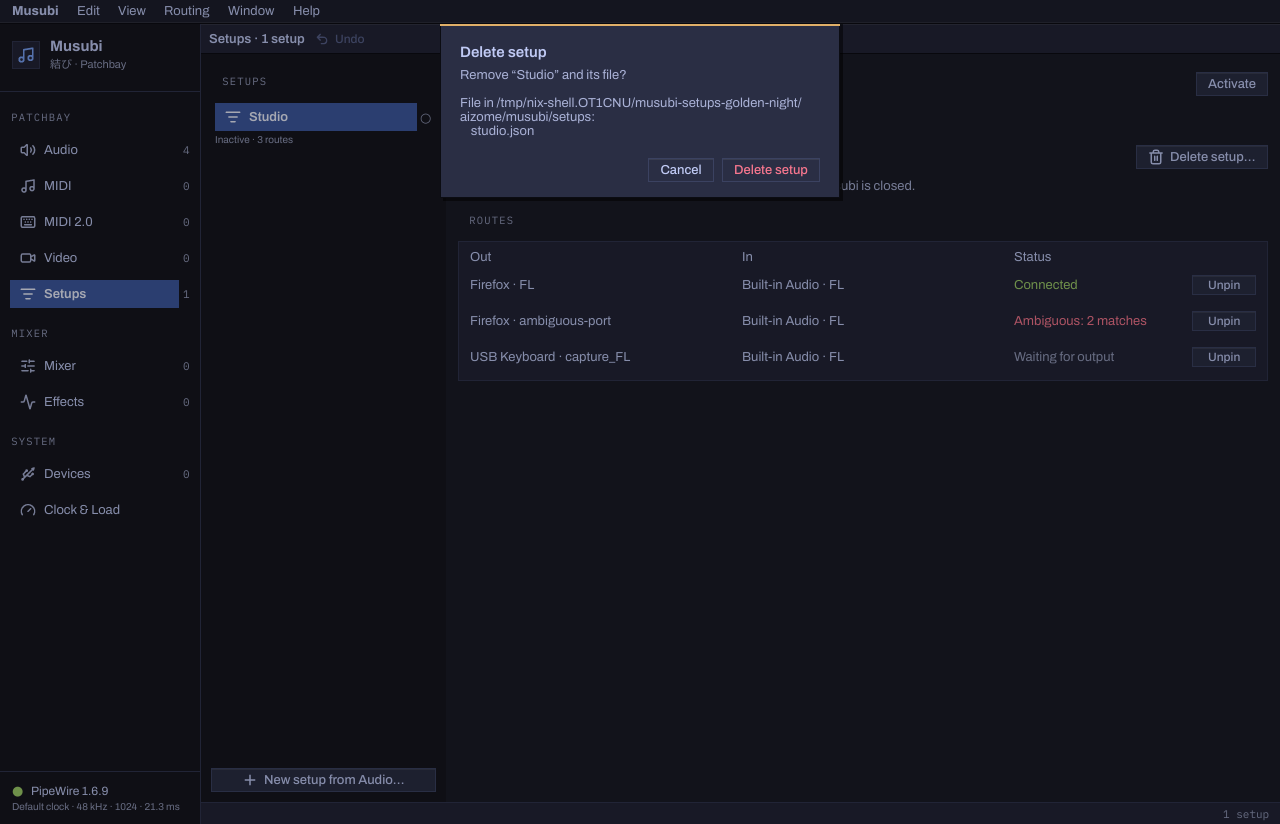 Musubi Edit View Routing Window Help
Musubi
結び · Patchbay
PATCHBAY
Audio 4
MIDI 0
MIDI 2.0 0
Video 0
Setups 1
MIXER
Mixer 0
Effects 0
SYSTEM
Devices 0
Clock & Load
PipeWire 1.6.9
Default clock · 48 kHz · 1024 · 21.3 ms
Setups · 1 setup Undo
SETUPS
Studio
Inactive · 3 routes
New setup from Audio…
Delete setup
Remove “Studio” and its file?
File in /tmp/nix-shell.OT1CNU/musubi-setups-golden-night/
aizome/musubi/setups:
studio.json
Cancel Delete setup
Activate
Delete setup…
ubi is closed.
ROUTES
Out In Status
Firefox · FL Built-in Audio · FL Connected Unpin
Firefox · ambiguous-port Built-in Audio · FL Ambiguous: 2 matches Unpin
USB Keyboard · capture_FL Built-in Audio · FL Waiting for output Unpin
1 setup